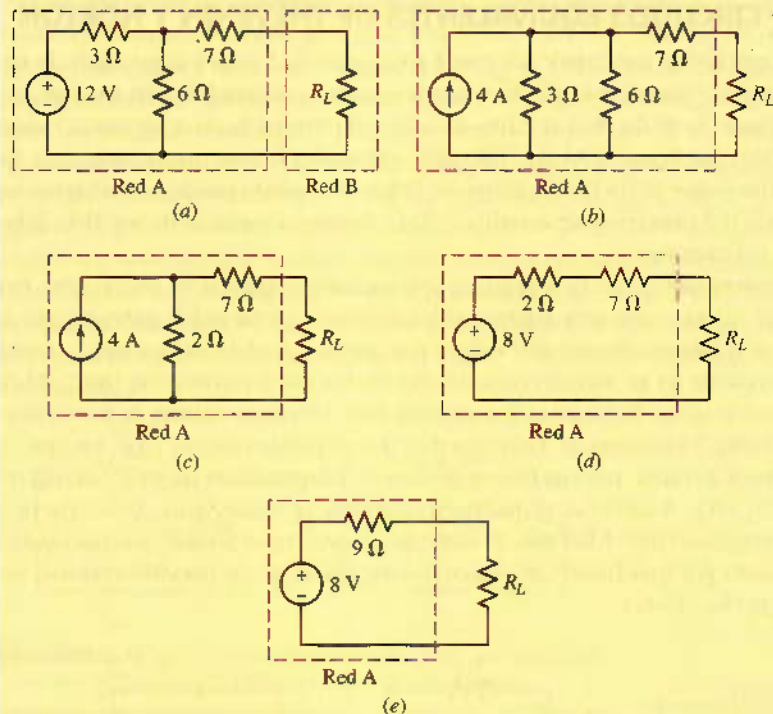 3 Ω 7 Ω
12 V 6 Ω R_L
+
−
Red A Red B
(a)
7 Ω
4 A 3 Ω 6 Ω R_L
Red A
(b)
7 Ω
4 A 2 Ω R_L
Red A
(c)
2 Ω 7 Ω
+
−
8 V R_L
Red A
(d)
9 Ω
+
−
8 V R_L
Red A
(e)